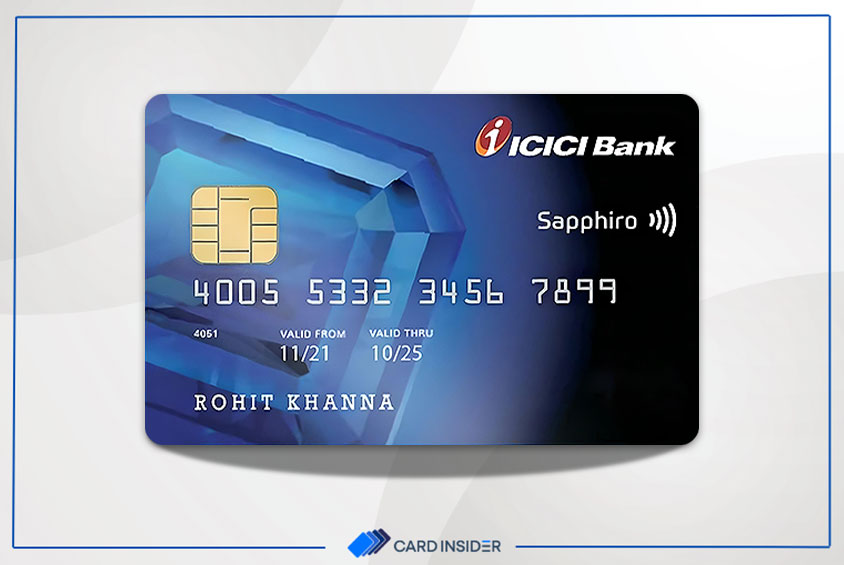 ICICI Bank
Sapphiro
4005 5332 3456 7899
4051 VALID FROM VALID THRU
11/21 10/25
ROHIT KHANNA
CARD INSIDER